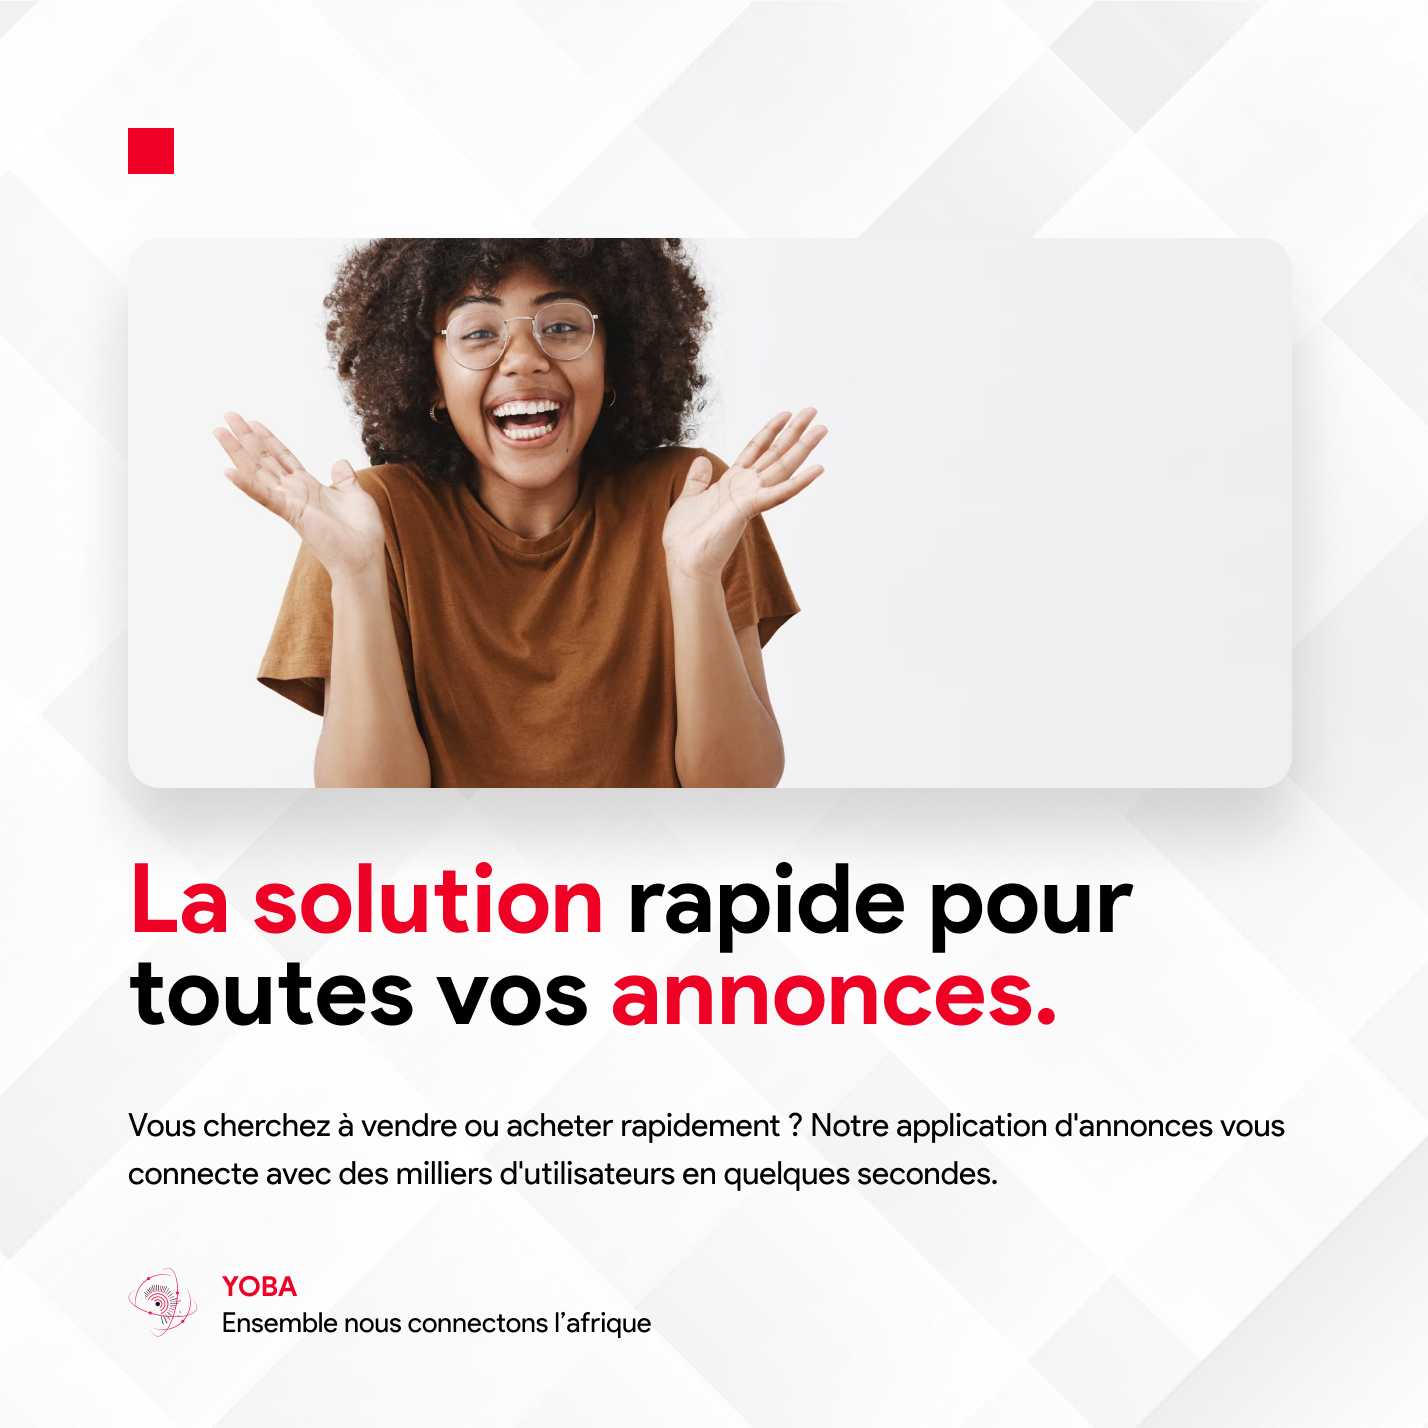 La solution rapide pour
toutes vos annonces.
Vous cherchez à vendre ou acheter rapidement ? Notre application d'annonces vous
connecte avec des milliers d'utilisateurs en quelques secondes.
YOBA
Ensemble nous connectons l’afrique